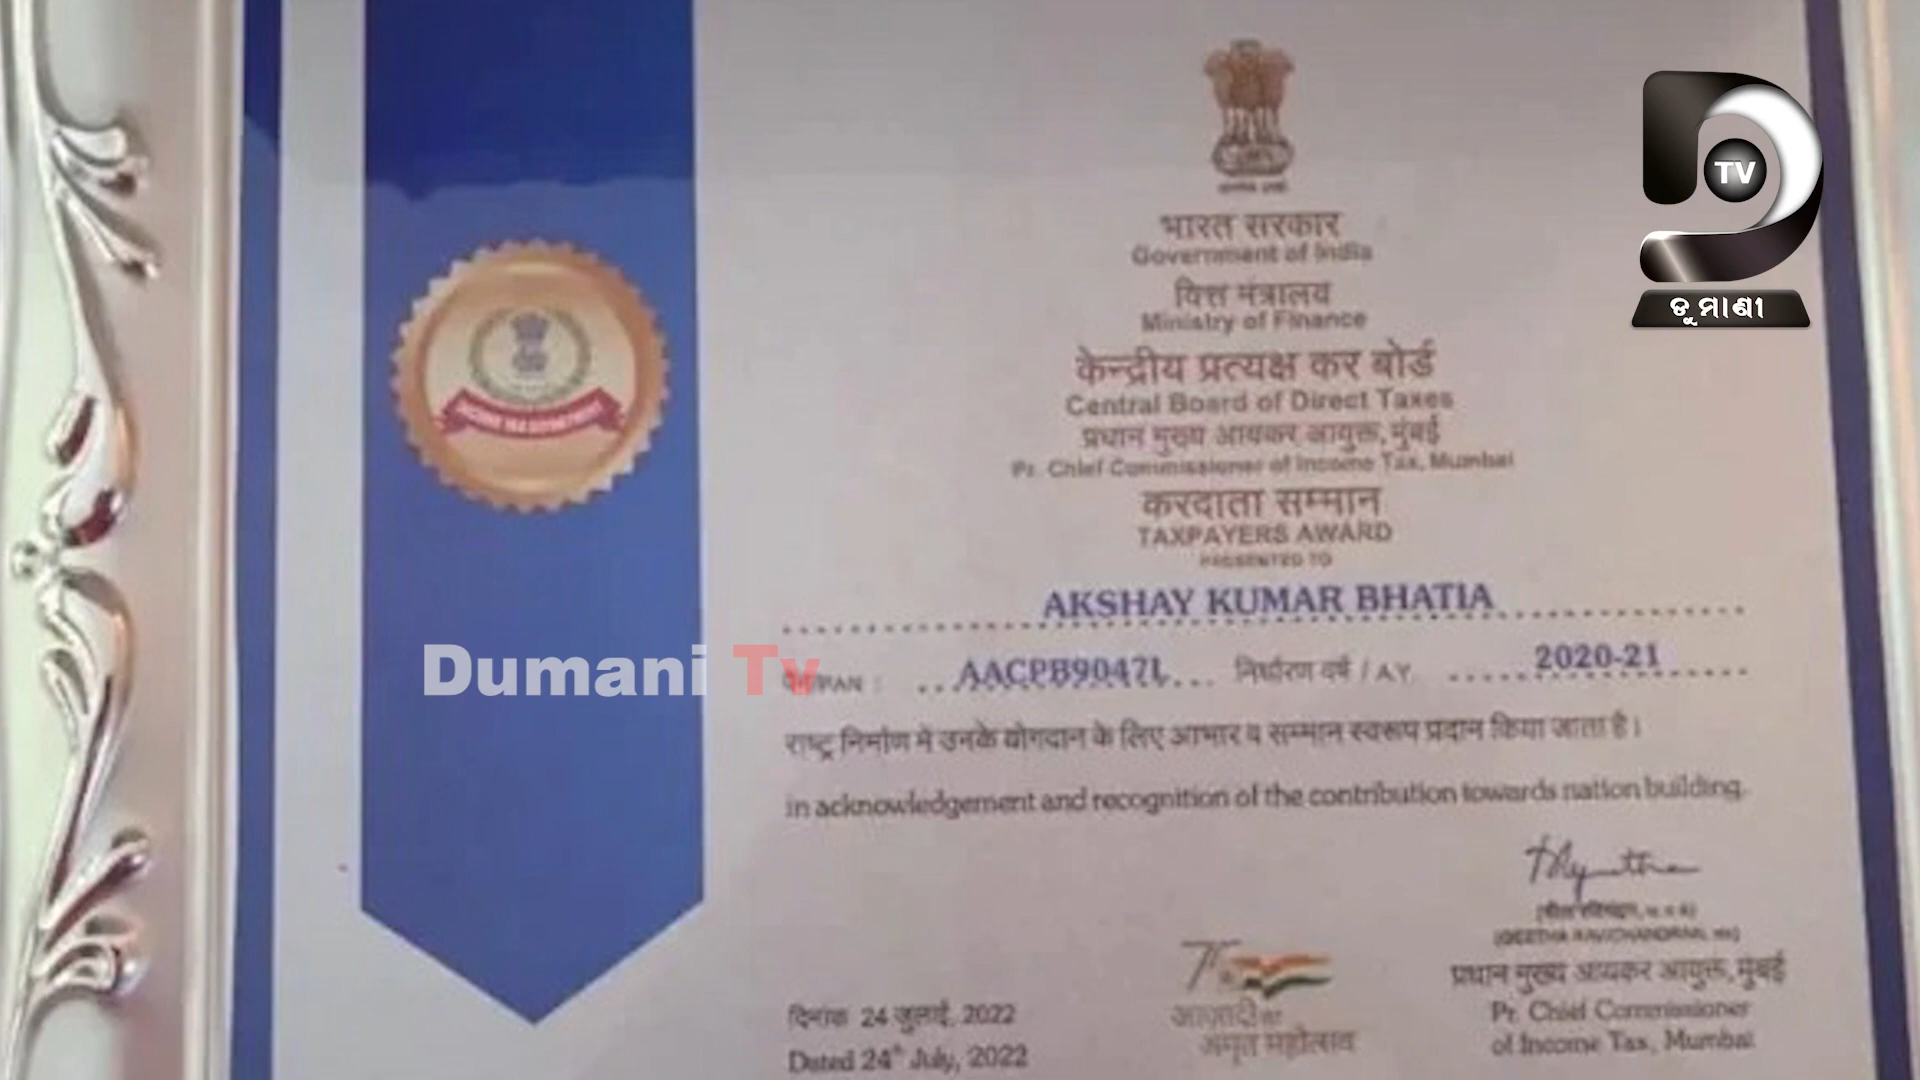 TV
ଡୁମାଣୀ
भारत सरकार
Government of India
वित्त मंत्रालय
Ministry of Finance
केन्द्रीय प्रत्यक्ष कर बोर्ड
Central Board of Direct Taxes
प्रधान मुख्य आयकर आयुक्त, मुंबई
Pr. Chief Commissioner of Income Tax, Mumbai
करदाता सम्मान
TAXPAYERS AWARD
PRESENTED TO
AKSHAY KUMAR BHATIA
Dumani Tv
/PAN : AACPB9047L निर्धारण वर्ष / A.Y. 2020-21
राष्ट्र निर्माण में उनके योगदान के लिए आभार व सम्मान स्वरूप प्रदान किया जाता है।
in acknowledgement and recognition of the contribution towards nation building.
(GEETHA RAVICHANDRAN, IRS)
प्रधान मुख्य आयकर आयुक्त, मुंबई
Pr. Chief Commissioner
of Income Tax, Mumbai
75
आज़ादी का
अमृत महोत्सव
दिनांक 24 जुलाई, 2022
Dated 24th July, 2022